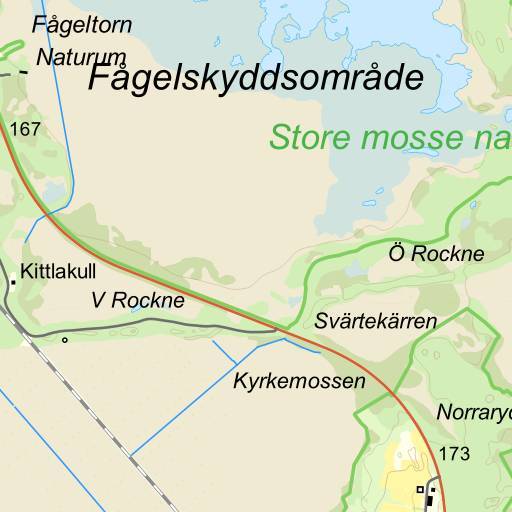 Fågeltorn
Naturum
Fågelskyddsområde
167
Store mosse na
Ö Rockne
Kittlakull
V Rockne
Svärtekärren
Kyrkemossen
Norraryd
173